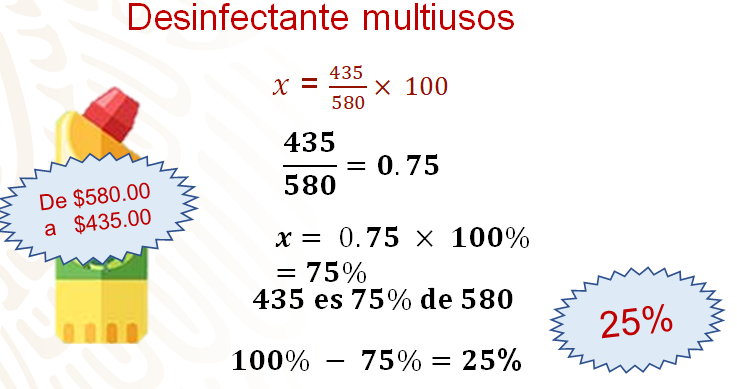 Desinfectante multiusos
x = 435/580 × 100
435/580 = 0.75
De $580.00
a $435.00
x = 0.75 × 100%
= 75%
435 es 75% de 580
25%
100% − 75% = 25%